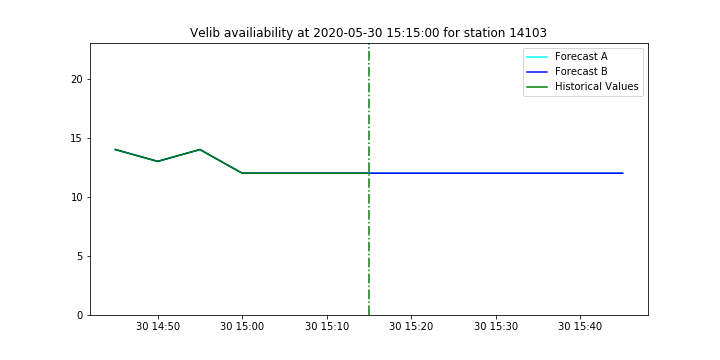 Velib availiability at 2020-05-30 15:15:00 for station 14103
Forecast A
Forecast B
Historical Values
20
15
10
5
0
30 14:50 30 15:00 30 15:10 30 15:20 30 15:30 30 15:40